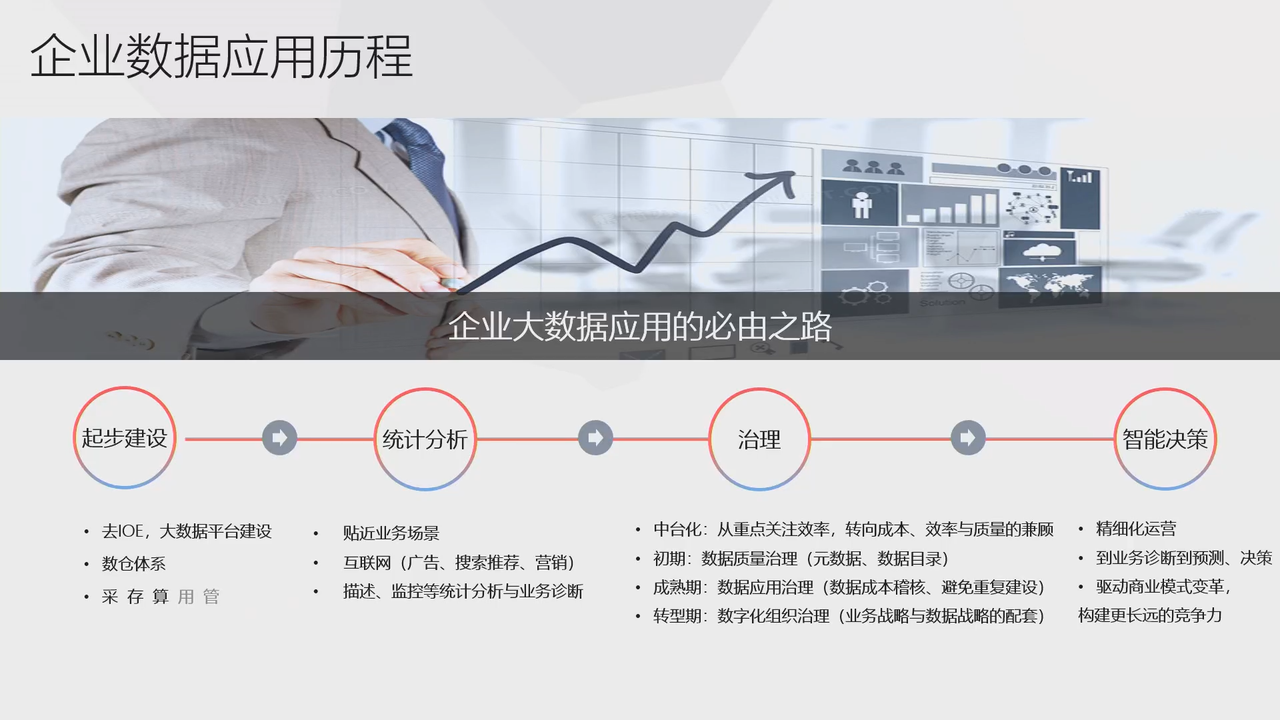 企业数据应用历程
企业大数据应用的必由之路
起步建设
统计分析
治理
智能决策
• 去IOE，大数据平台建设
• 数仓体系
• 采 存 算 用 管
• 贴近业务场景
• 互联网（广告、搜索推荐、营销）
• 描述、监控等统计分析与业务诊断
• 中台化：从重点关注效率，转向成本、效率与质量的兼顾
• 初期：数据质量治理（元数据、数据目录）
• 成熟期：数据应用治理（数据成本稽核、避免重复建设）
• 转型期：数字化组织治理（业务战略与数据战略的配套）
• 精细化运营
• 到业务诊断到预测、决策
• 驱动商业模式变革，
构建更长远的竞争力
Solution